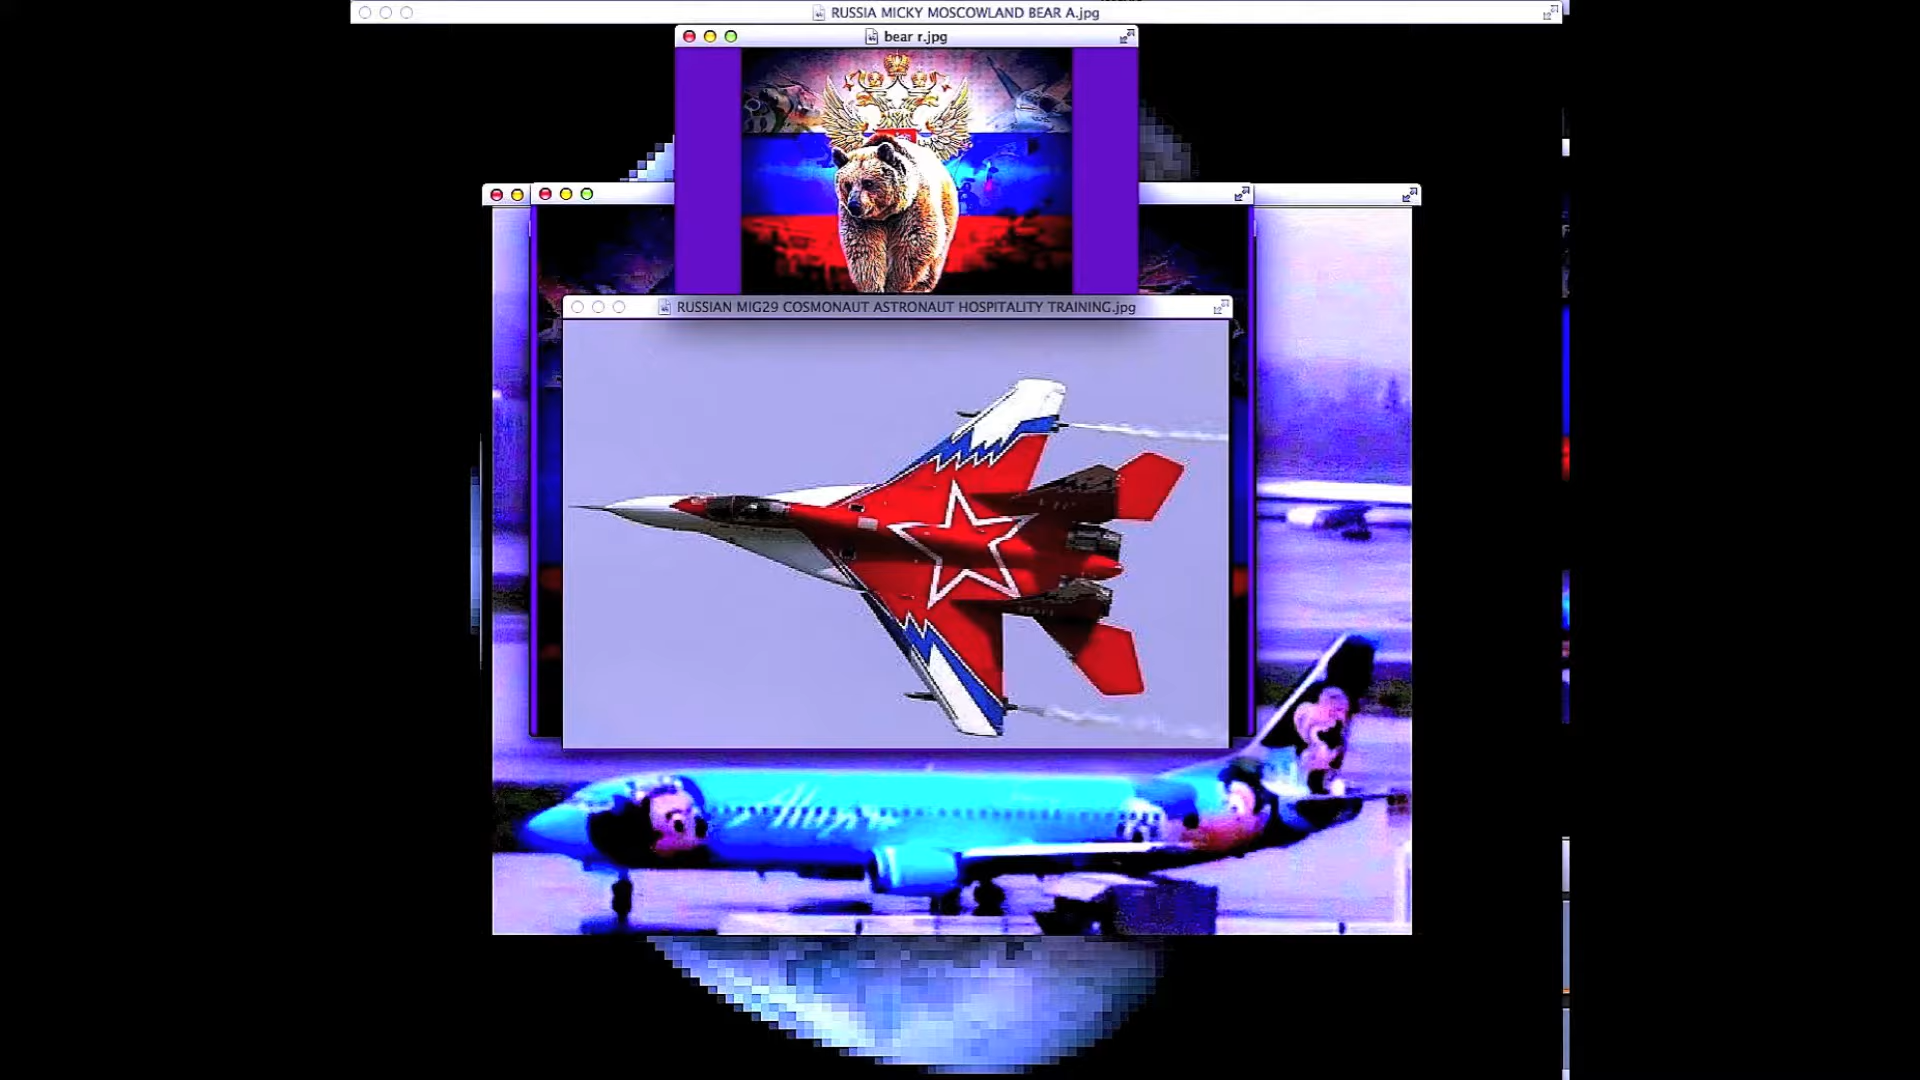 RUSSIA MICKY MOSCOWLAND BEAR A.jpg
bear r.jpg
RUSSIAN MIG29 COSMONAUT ASTRONAUT HOSPITALITY TRAINING.jpg